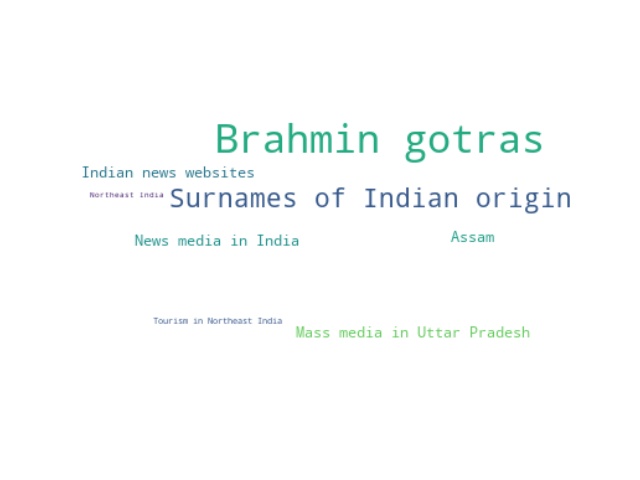 Brahmin gotras
Indian news websites
Northeast India
Surnames of Indian origin
News media in India
Assam
Tourism in Northeast India
Mass media in Uttar Pradesh